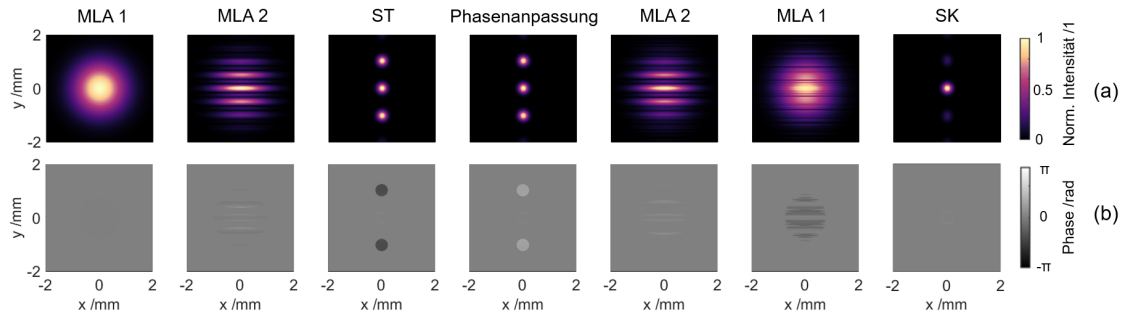 MLA 1 MLA 2 ST Phasenanpassung MLA 2 MLA 1 SK
2
0
-2
y /mm
1
0.5
0
Norm. Intensität /1
(a)
2
0
-2
y /mm
π
0
-π
Phase /rad
(b)
-2 0 2 -2 0 2 -2 0 2 -2 0 2 -2 0 2 -2 0 2 -2 0 2
x /mm x /mm x /mm x /mm x /mm x /mm x /mm